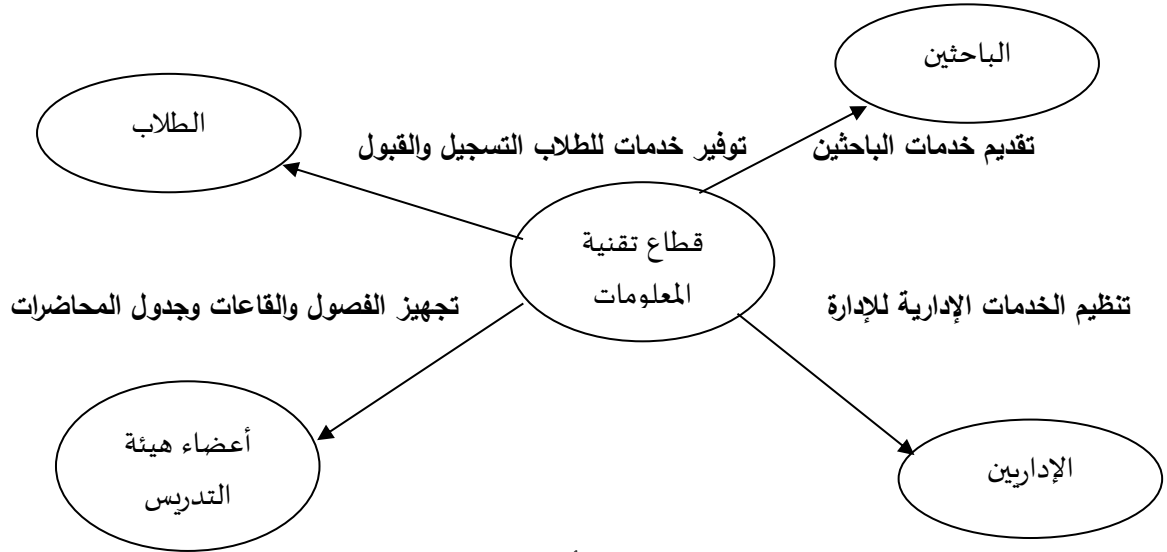 الباحثين
الطلاب
تقديم خدمات الباحثين
توفير خدمات للطلاب التسجيل والقبول
قطاع تقنية
المعلومات
تنظيم الخدمات الإدارية للإدارة
تجهيز الفصول والقاعات وجدول المحاضرات
أعضاء هيئة
التدريس
الإداريين